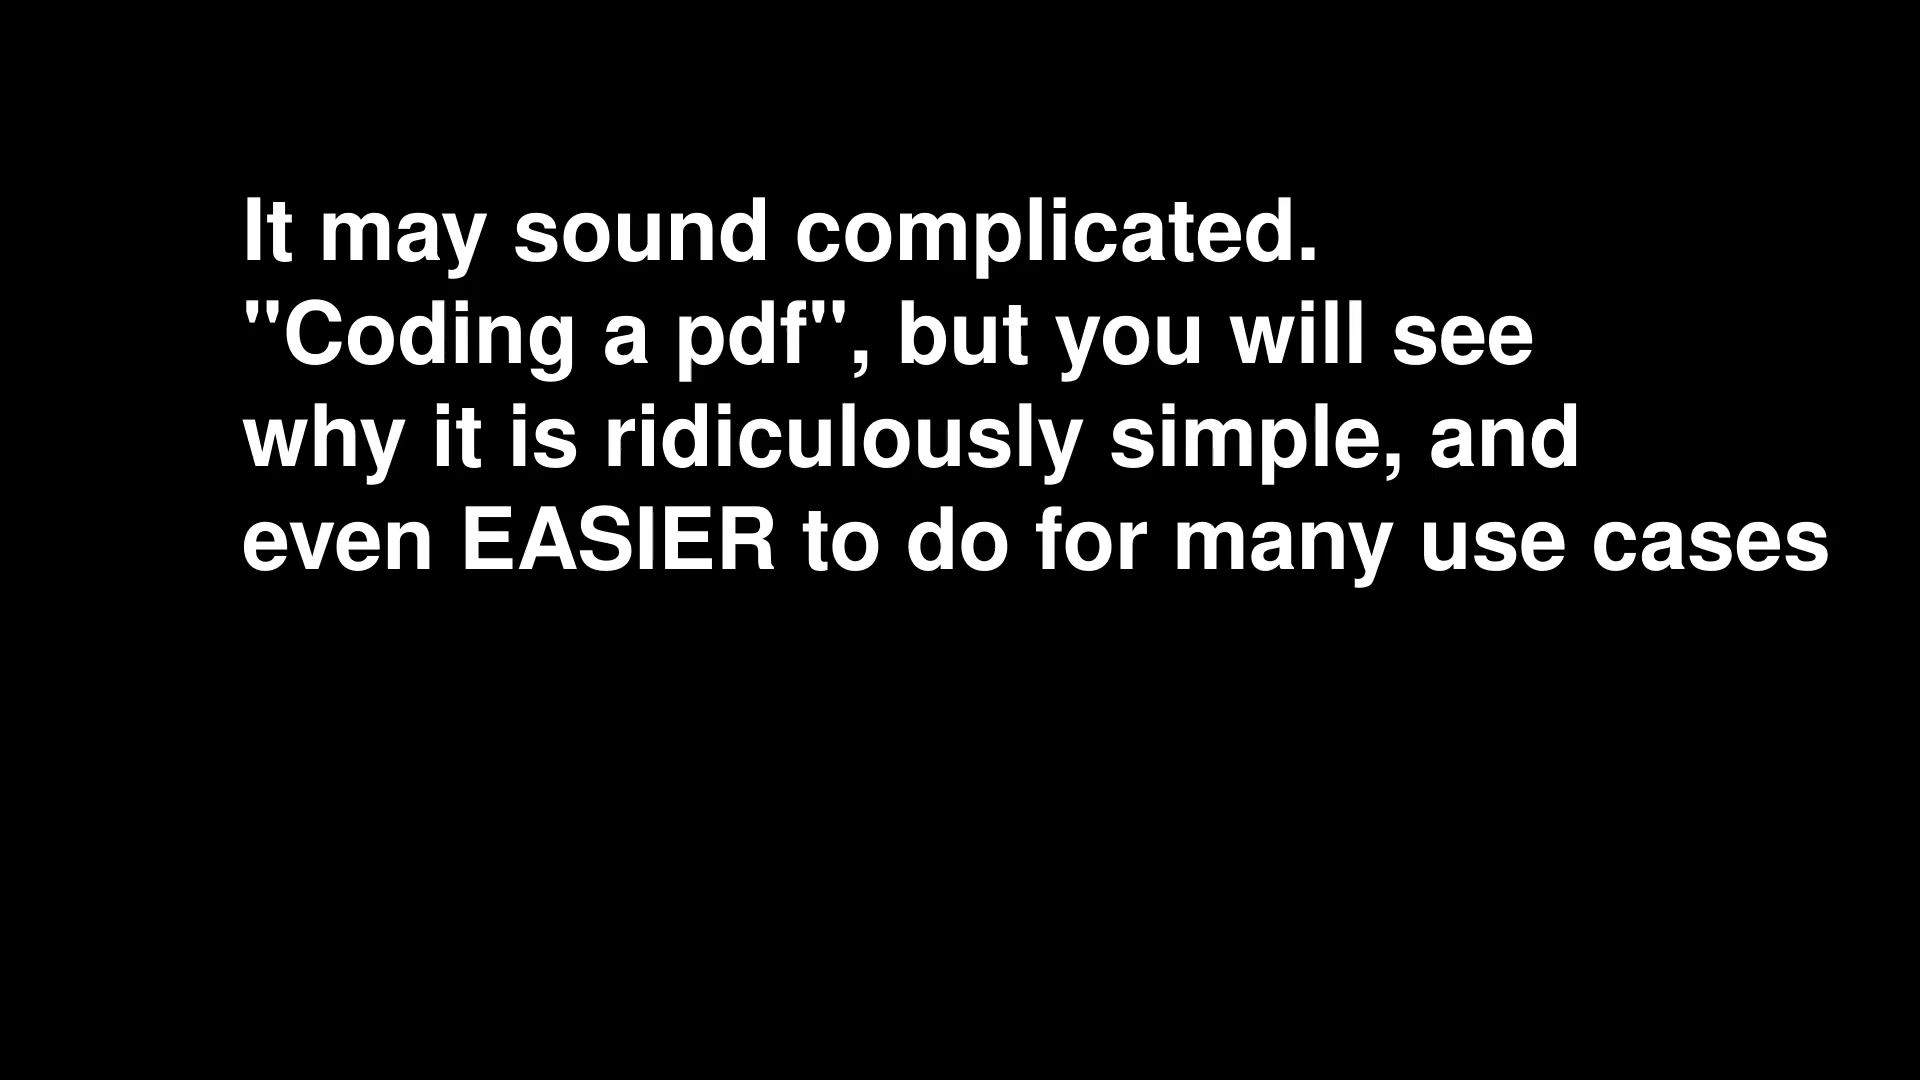 It may sound complicated.
"Coding a pdf", but you will see
why it is ridiculously simple, and
even EASIER to do for many use cases